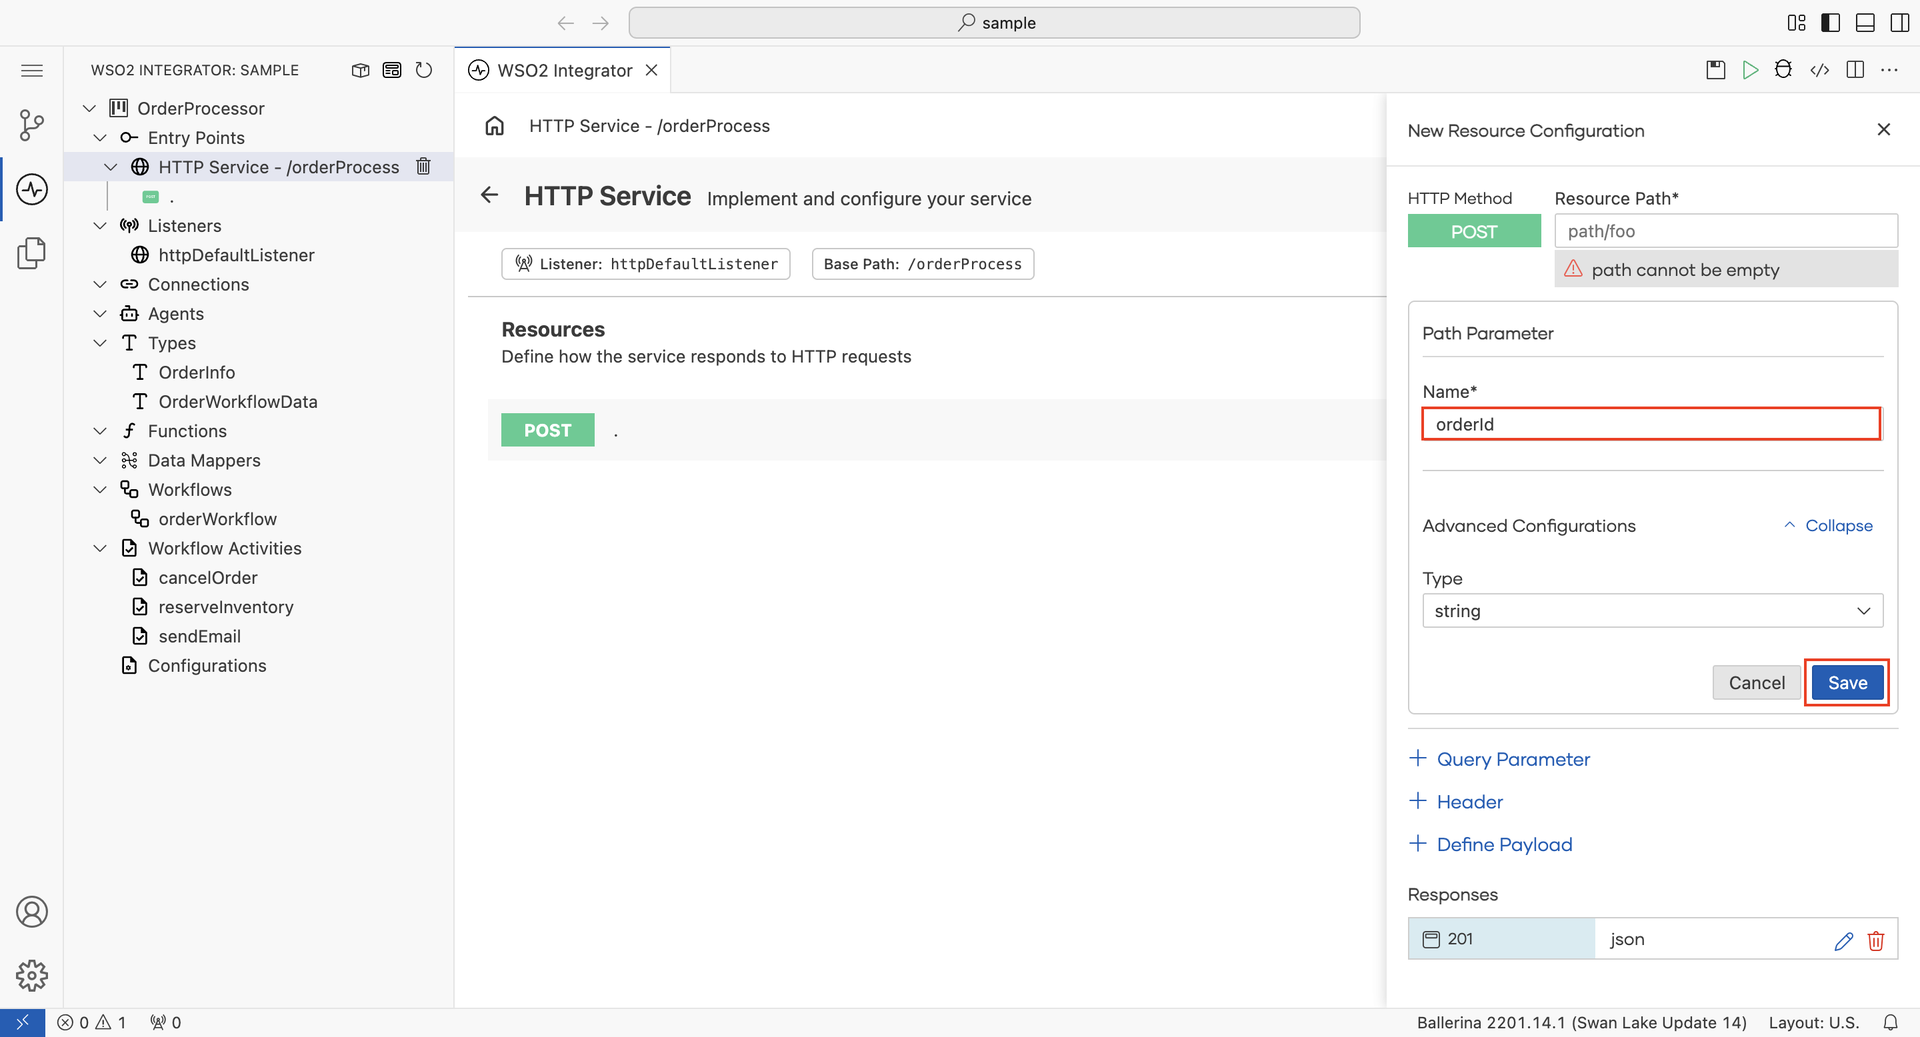 sample
WSO2 INTEGRATOR: SAMPLE
OrderProcessor
Entry Points
HTTP Service - /orderProcess
.
Listeners
httpDefaultListener
Connections
Agents
Types
OrderInfo
OrderWorkflowData
Functions
Data Mappers
Workflows
orderWorkflow
Workflow Activities
cancelOrder
reserveInventory
sendEmail
Configurations
WSO2 Integrator
HTTP Service - /orderProcess
HTTP Service Implement and configure your service
Listener: httpDefaultListener Base Path: /orderProcess
Resources
Define how the service responds to HTTP requests
POST .
New Resource Configuration
HTTP Method Resource Path*
POST path/foo
path cannot be empty
Path Parameter
Name*
orderId
Advanced Configurations Collapse
Type
string
Cancel Save
Query Parameter
Header
Define Payload
Responses
201 json
0 1 0 Ballerina 2201.14.1 (Swan Lake Update 14) Layout: U.S.